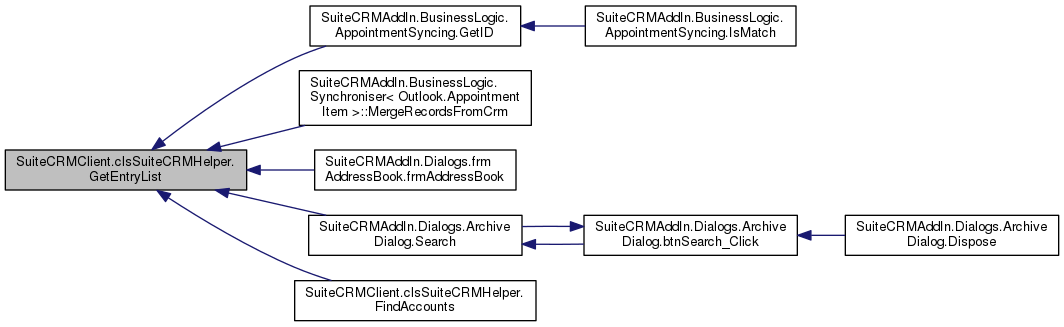 SuiteCRMAddIn.BusinessLogic.
AppointmentSyncing.GetID
SuiteCRMAddIn.BusinessLogic.
AppointmentSyncing.IsMatch
SuiteCRMAddIn.BusinessLogic.
Synchroniser< Outlook.Appointment
Item >::MergeRecordsFromCrm
SuiteCRMClient.clsSuiteCRMHelper.
GetEntryList
SuiteCRMAddIn.Dialogs.frm
AddressBook.frmAddressBook
SuiteCRMAddIn.Dialogs.Archive
Dialog.Search
SuiteCRMAddIn.Dialogs.Archive
Dialog.btnSearch_Click
SuiteCRMAddIn.Dialogs.Archive
Dialog.Dispose
SuiteCRMClient.clsSuiteCRMHelper.
FindAccounts